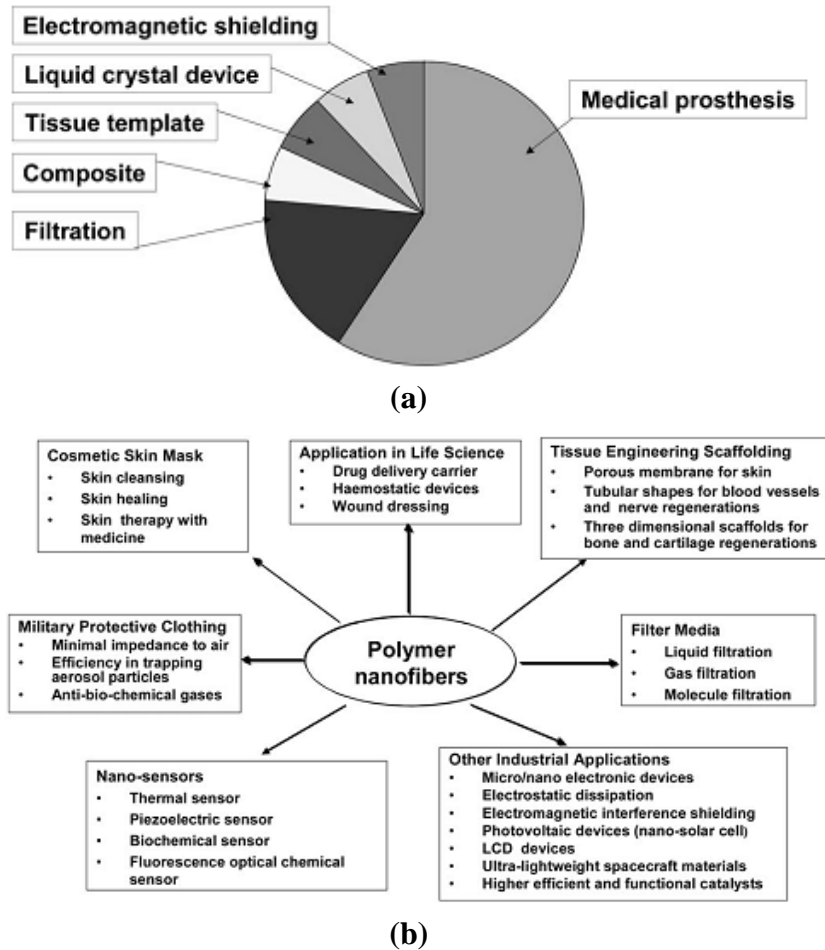 Electromagnetic shielding
Liquid crystal device
Medical prosthesis
Tissue template
Composite
Filtration
(a)
Cosmetic Skin Mask
• Skin cleansing
• Skin healing
• Skin therapy with
medicine
Application in Life Science
• Drug delivery carrier
• Haemostatic devices
• Wound dressing
Tissue Engineering Scaffolding
• Porous membrane for skin
• Tubular shapes for blood vessels
and nerve regenerations
• Three dimensional scaffolds for
bone and cartilage regenerations
Military Protective Clothing
• Minimal impedance to air
• Efficiency in trapping
aerosol particles
• Anti-bio-chemical gases
Polymer
nanofibers
Filter Media
• Liquid filtration
• Gas filtration
• Molecule filtration
Nano-sensors
• Thermal sensor
• Piezoelectric sensor
• Biochemical sensor
• Fluorescence optical chemical
sensor
Other Industrial Applications
• Micro/nano electronic devices
• Electrostatic dissipation
• Electromagnetic interference shielding
• Photovoltaic devices (nano-solar cell)
• LCD devices
• Ultra-lightweight spacecraft materials
• Higher efficient and functional catalysts
(b)